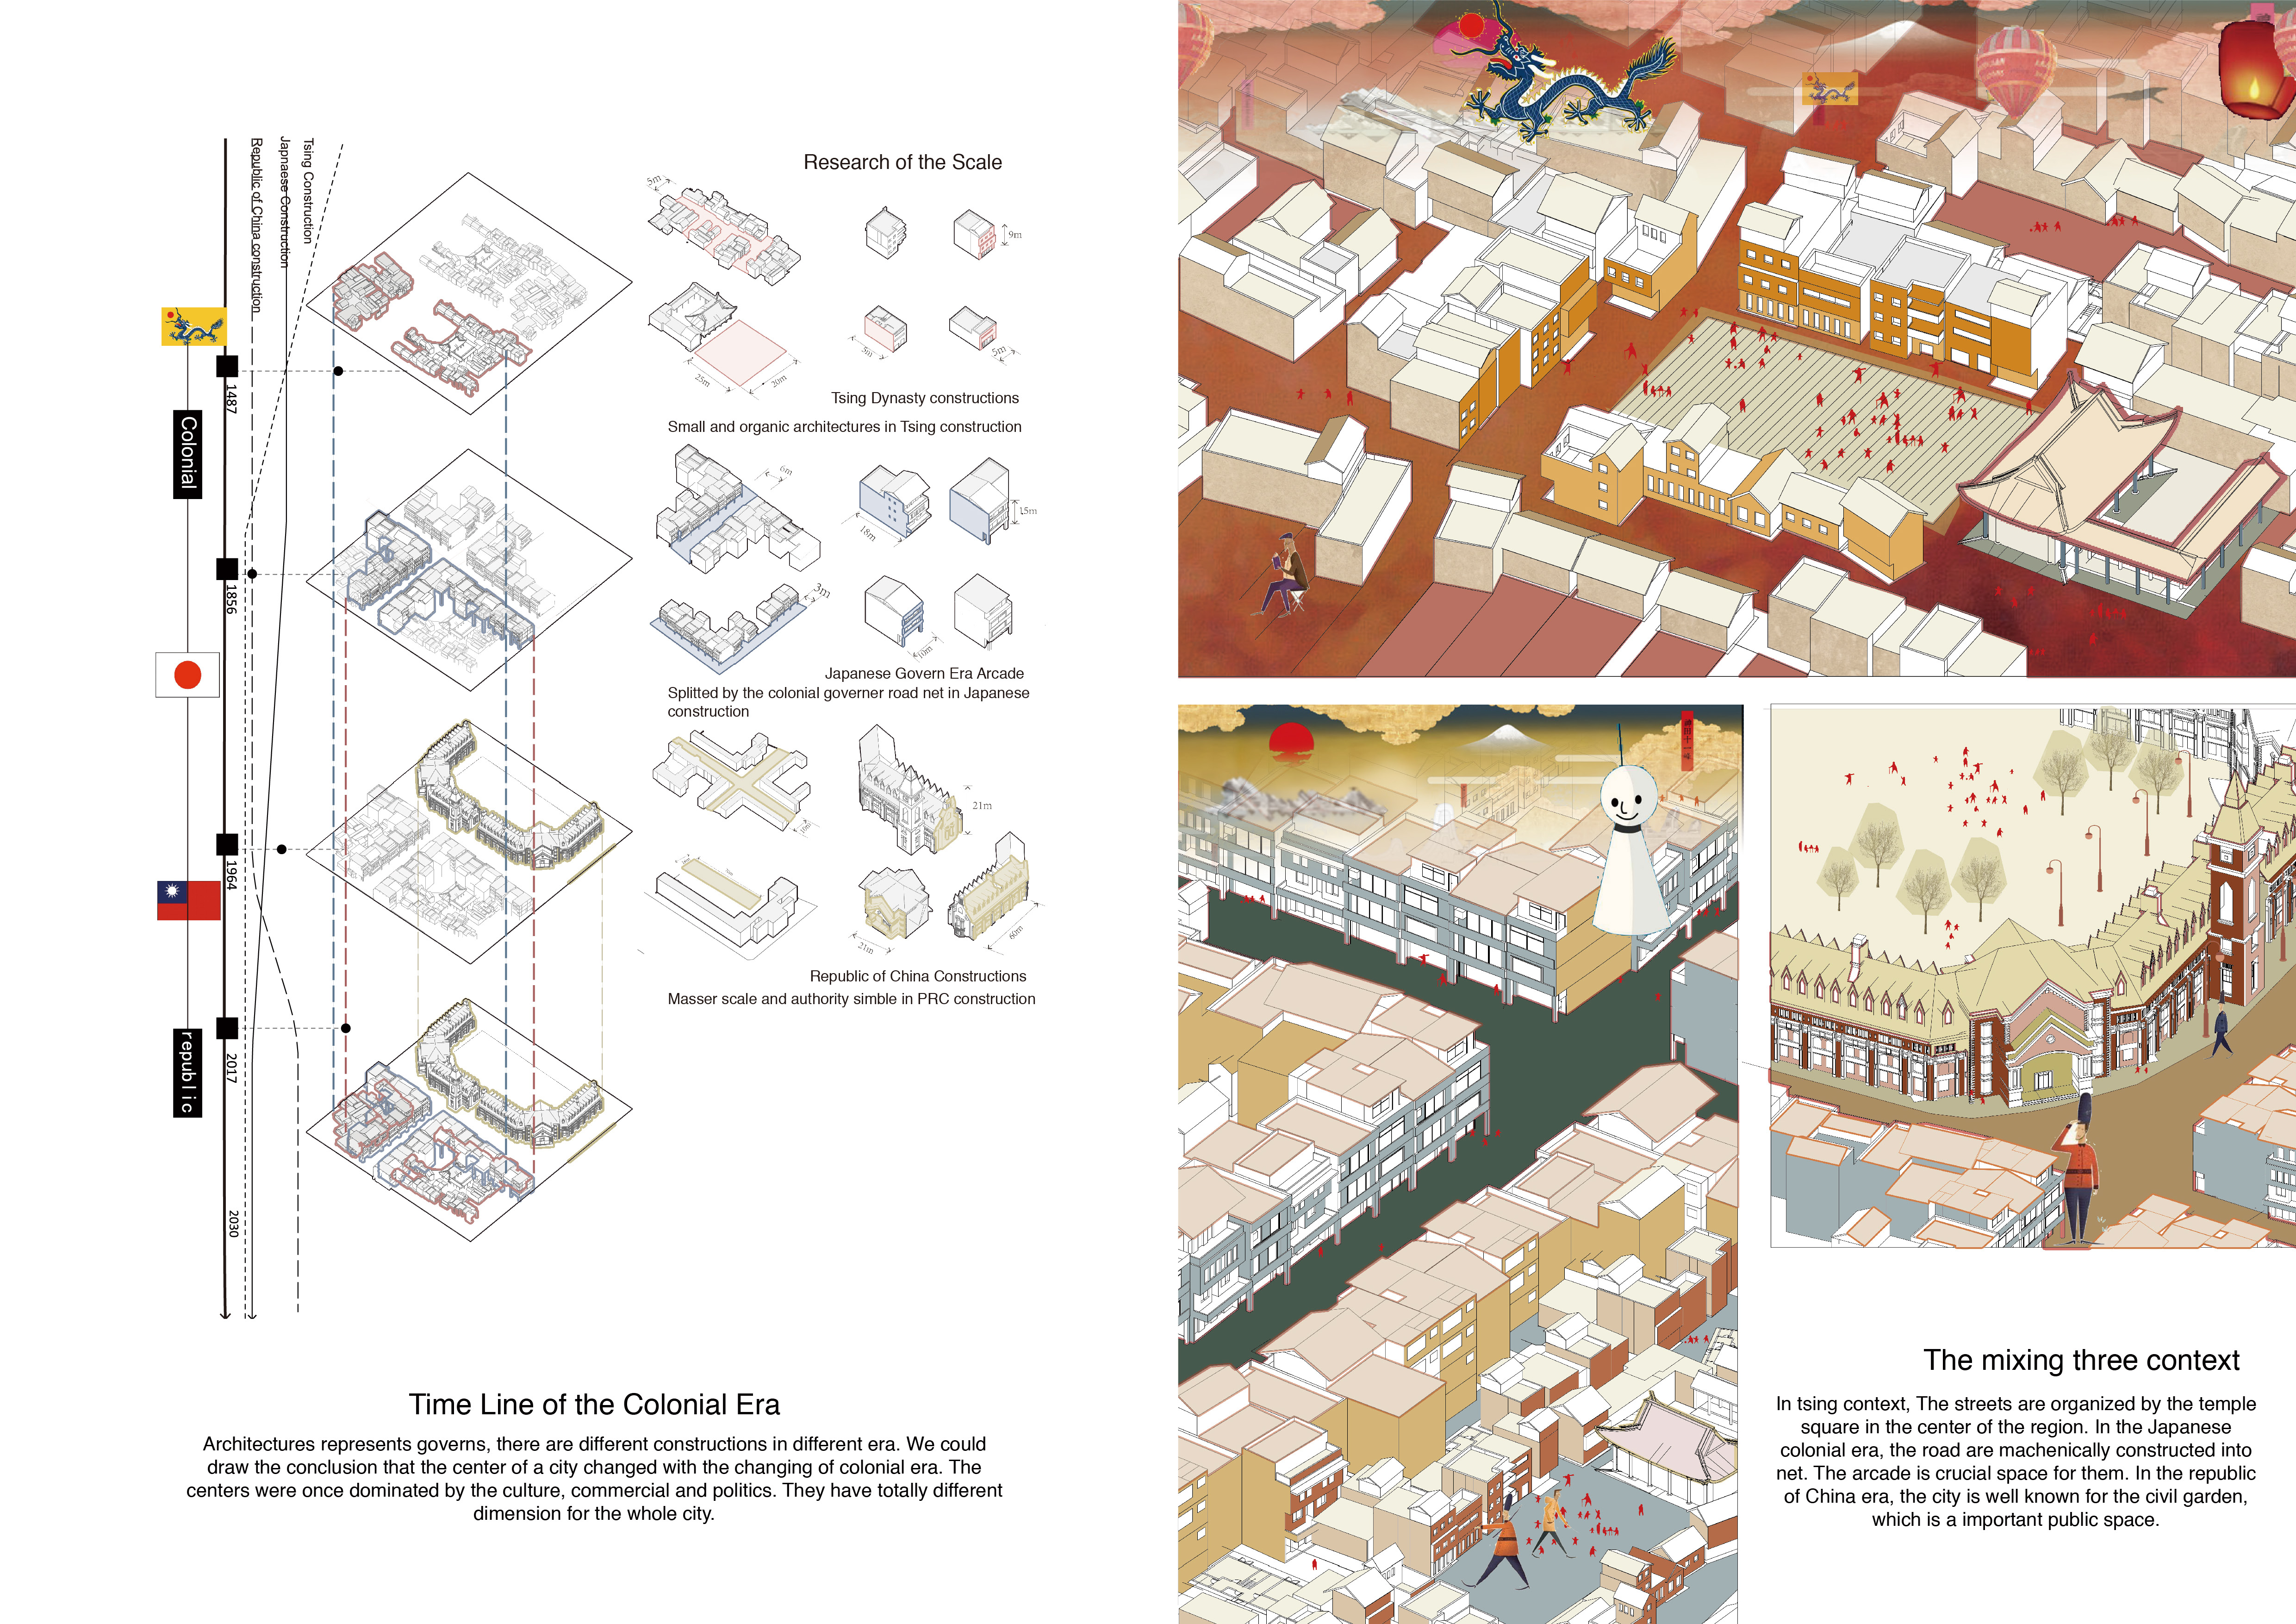 Tsing Construction
Japnaese Construction
Republic of China construction
1487
Colonial
1856
1964
2017
republic
2030
Research of the Scale
5m
9m
25m
20m
5m
5m
Tsing Dynasty constructions
Small and organic architectures in Tsing construction
6m
18m
15m
3m
10m
Japanese Govern Era Arcade
Splitted by the colonial governer road net in Japanese
construction
21m
21m
60m
Republic of China Constructions
Masser scale and authority simble in PRC construction
Time Line of the Colonial Era
Architectures represents governs, there are different constructions in different era. We could
draw the conclusion that the center of a city changed with the changing of colonial era. The
centers were once dominated by the culture, commercial and politics. They have totally different
dimension for the whole city.
The mixing three context
In tsing context, The streets are organized by the temple
square in the center of the region. In the Japanese
colonial era, the road are machenically constructed into
net. The arcade is crucial space for them. In the republic
of China era, the city is well known for the civil garden,
which is a important public space.